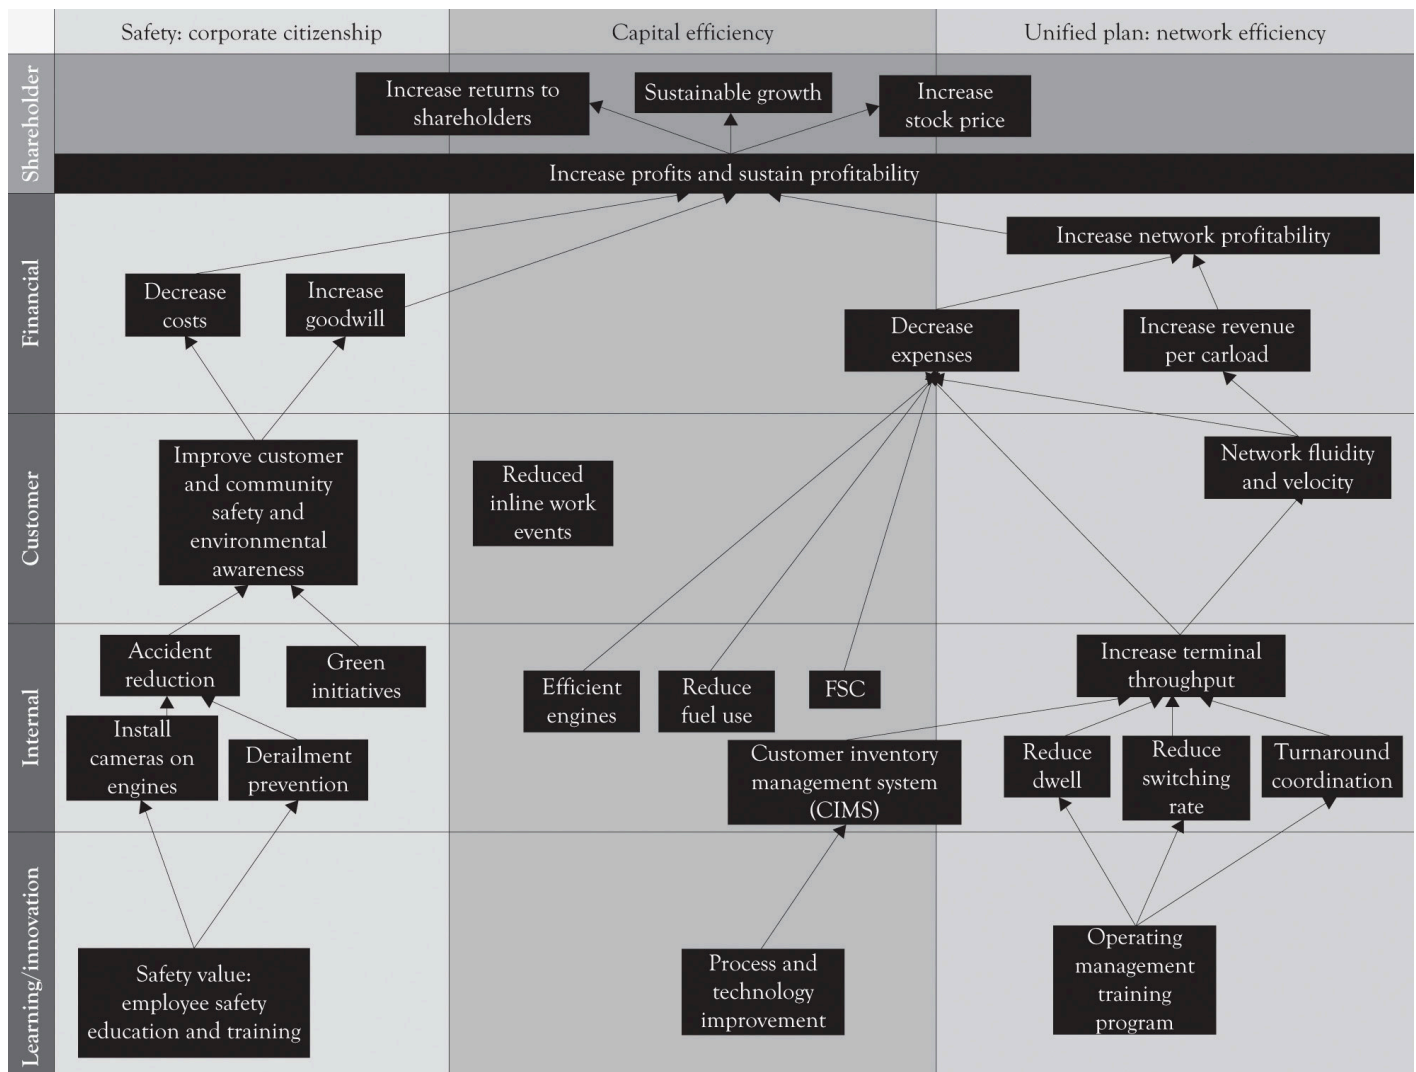 Safety: corporate citizenship
Capital efficiency
Unified plan: network efficiency
Shareholder
Increase returns to
shareholders
Sustainable growth
Increase
stock price
Increase profits and sustain profitability
Financial
Increase network profitability
Decrease
costs
Increase
goodwill
Decrease
expenses
Increase revenue
per carload
Customer
Improve customer
and community
safety and
environmental
awareness
Reduced
inline work
events
Network fluidity
and velocity
Internal
Accident
reduction
Green
initiatives
Efficient
engines
Reduce
fuel use
FSC
Increase terminal
throughput
Install
cameras on
engines
Derailment
prevention
Customer inventory
management system
(CIMS)
Reduce
dwell
Reduce
switching
rate
Turnaround
coordination
Learning/innovation
Safety value:
employee safety
education and training
Process and
technology
improvement
Operating
management
training
program